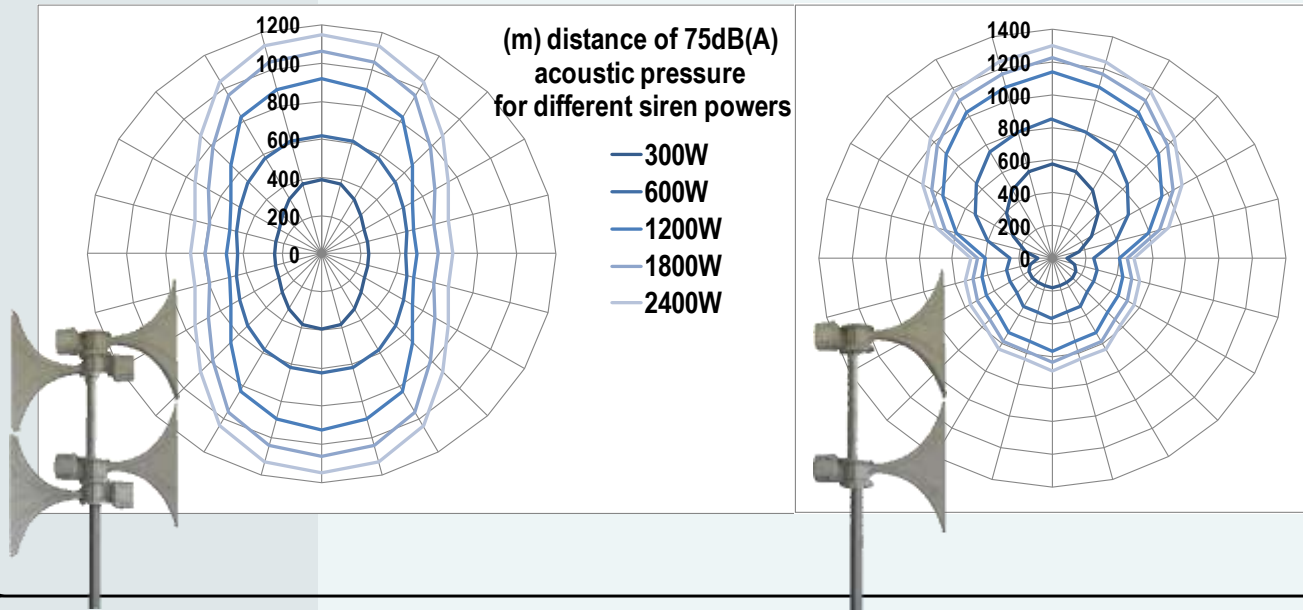 1200
1000
800
600
400
200
0
(m) distance of 75dB(A)
acoustic pressure
for different siren powers
300W
600W
1200W
1800W
2400W
1400
1200
1000
800
600
400
200
0